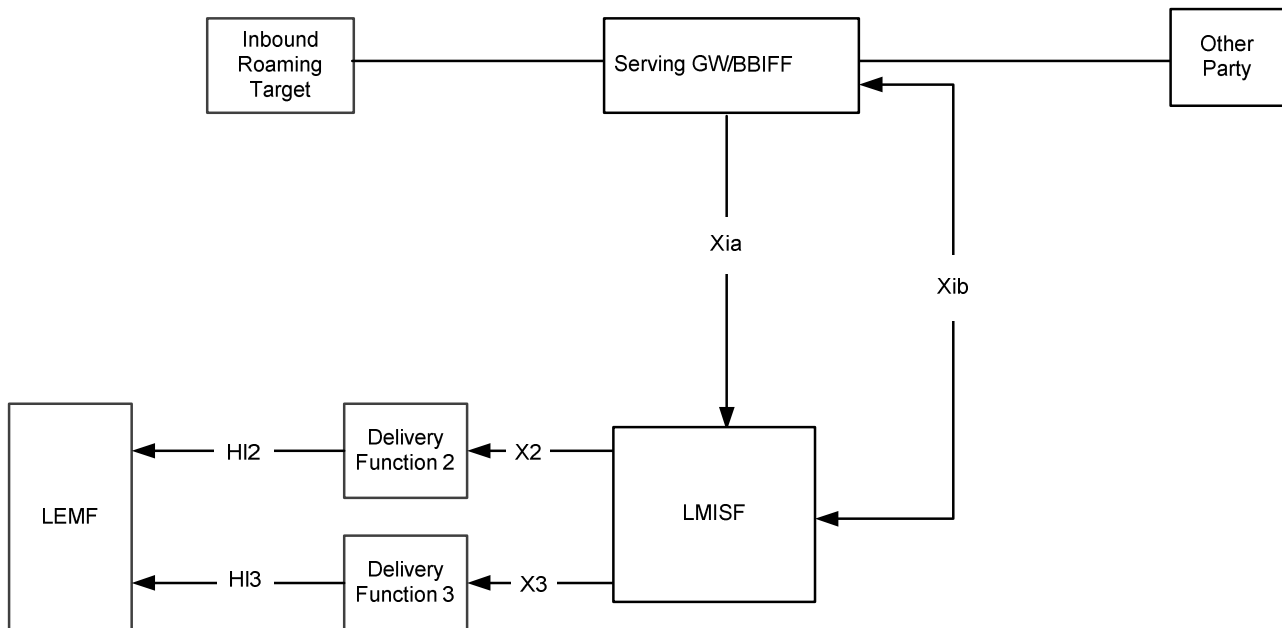 Inbound
Roaming
Target
Serving GW/BBIFF
Other
Party
Xia
Xib
LEMF
HI2
Delivery
Function 2
X2
LMISF
HI3
Delivery
Function 3
X3